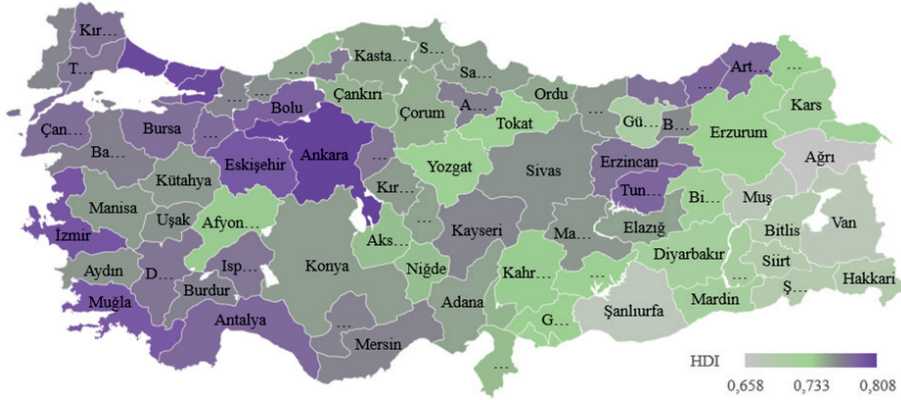 Kır…
T…
Kasta…
S…
Sa…
Art…
…
…
Çankırı
Ordu
…
…
Kars
…
…
Bolu
Çorum
A…
Tokat
Gü…
B…
Erzurum
Çan…
Bursa
…
Ba…
Eskişehir
Ankara
…
Yozgat
Sivas
Erzincan
Ağrı
Kütahya
Kır…
Tun…
Bi…
Muş
Manisa
Uşak
Afyon…
…
Kayseri
Ma…
Elazığ
Bitlis
Van
İzmir
Aks…
Diyarbakır
Siirt
Aydın
D…
Isp…
Konya
Niğde
Kahr…
…
…
Hakkari
Burdur
Muğla
Antalya
…
Adana
G…
Şanlıurfa
Mardin
Ş…
Mersin
…
HDI
0,658 0,733 0,808